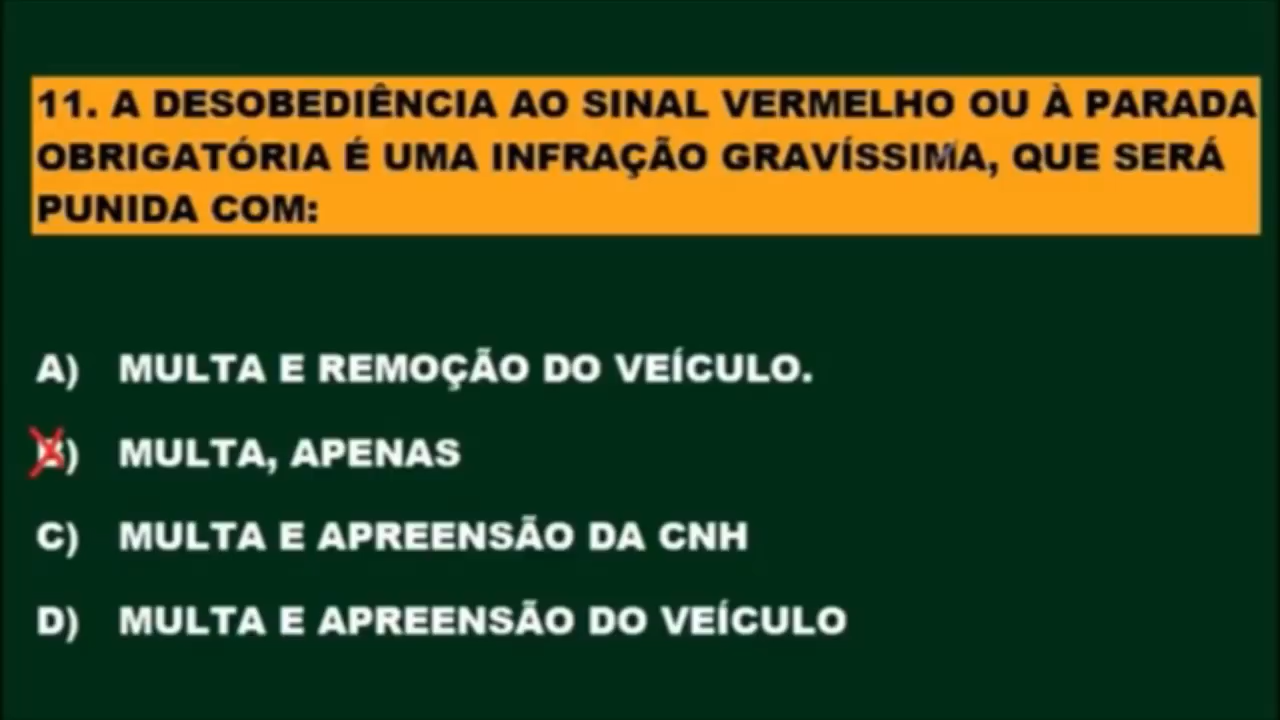 11. A DESOBEDIÊNCIA AO SINAL VERMELHO OU À PARADA
OBRIGATÓRIA É UMA INFRAÇÃO GRAVÍSSIMA, QUE SERÁ
PUNIDA COM:
A) MULTA E REMOÇÃO DO VEÍCULO.
B) MULTA, APENAS
C) MULTA E APREENSÃO DA CNH
D) MULTA E APREENSÃO DO VEÍCULO